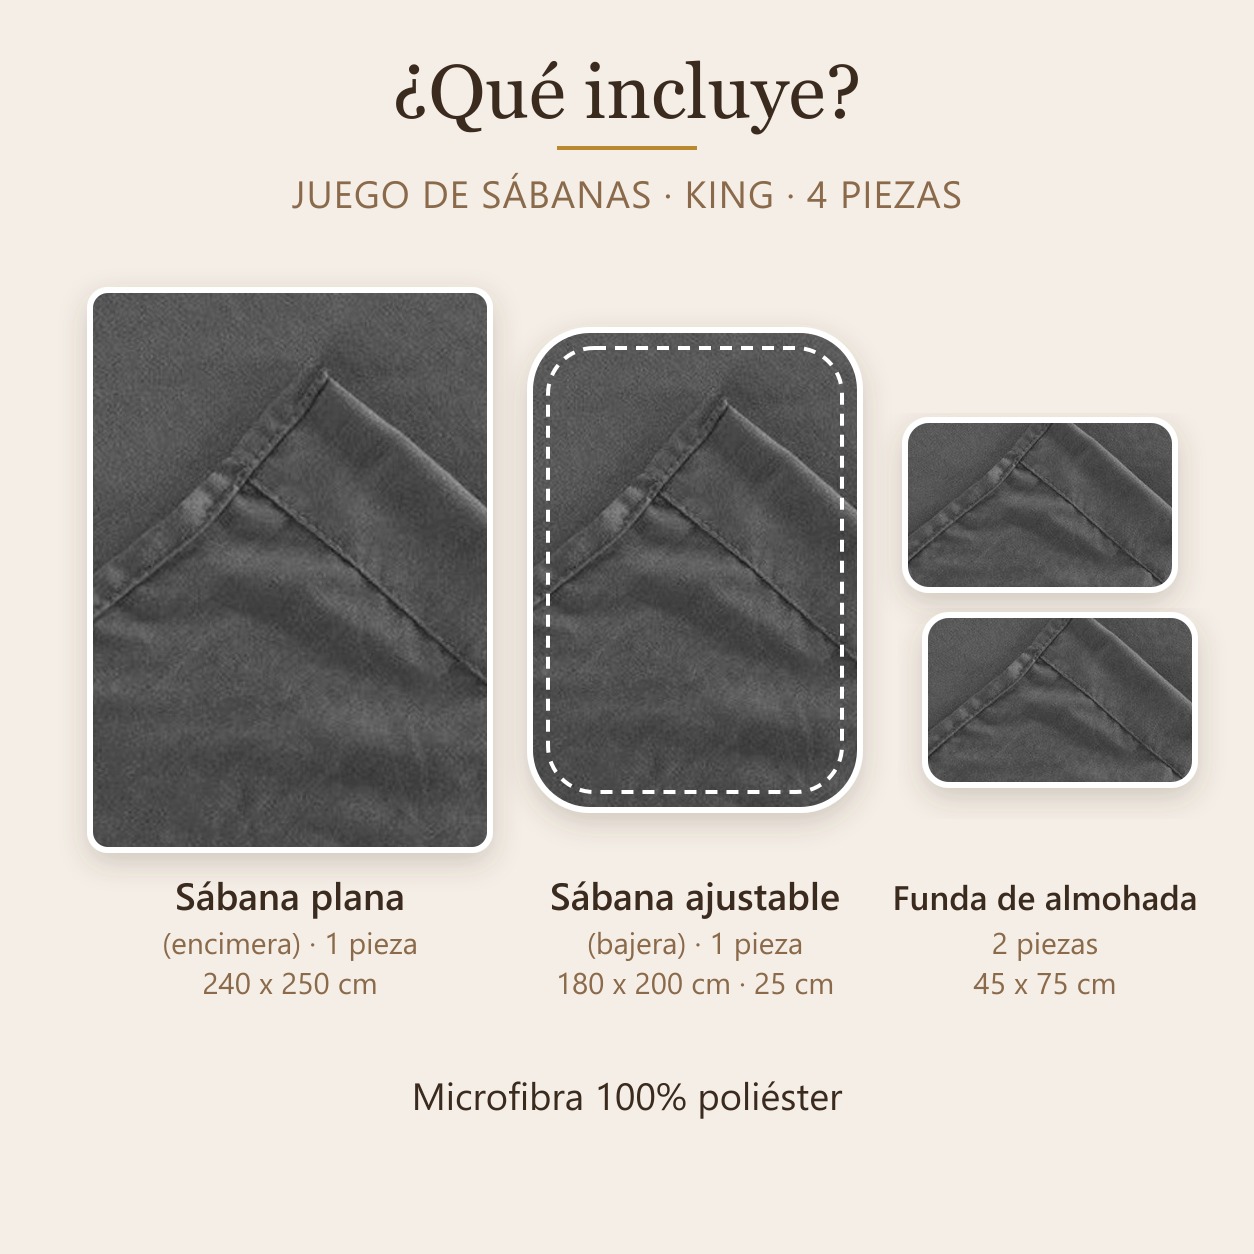 ¿Qué incluye?
JUEGO DE SÁBANAS · KING · 4 PIEZAS
Sábana plana
(encimera) · 1 pieza
240 x 250 cm
Sábana ajustable
(bajera) · 1 pieza
180 x 200 cm · 25 cm
Funda de almohada
2 piezas
45 x 75 cm
Microfibra 100% poliéster